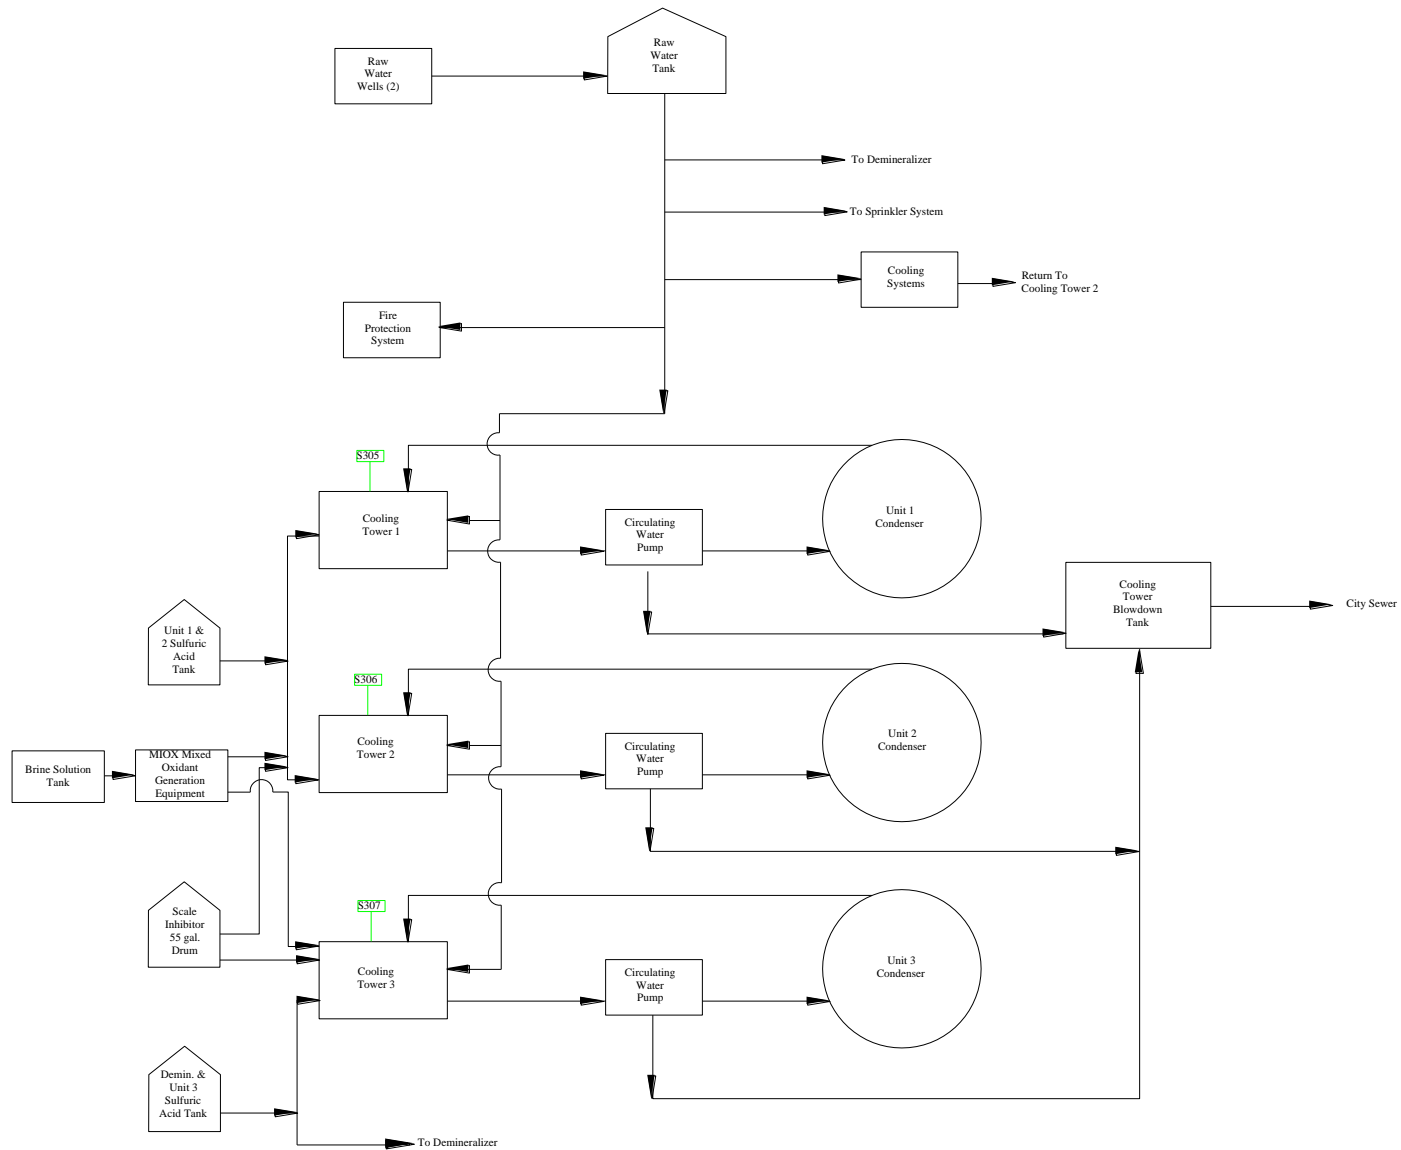 Raw
Water
Tank
Raw
Water
Wells (2)
To Demineralizer
To Sprinkler System
Cooling
Systems
Return To
Cooling Tower 2
Fire
Protection
System
S305
Cooling
Tower 1
Circulating
Water
Pump
Unit 1
Condenser
Cooling
Tower
Blowdown
Tank
City Sewer
Unit 1 &
2 Sulfuric
Acid
Tank
S306
Cooling
Tower 2
Circulating
Water
Pump
Unit 2
Condenser
Brine Solution
Tank
MIOX Mixed
Oxidant
Generation
Equipment
Scale
Inhibitor
55 gal.
Drum
S307
Cooling
Tower 3
Circulating
Water
Pump
Unit 3
Condenser
Demin. &
Unit 3
Sulfuric
Acid Tank
To Demineralizer